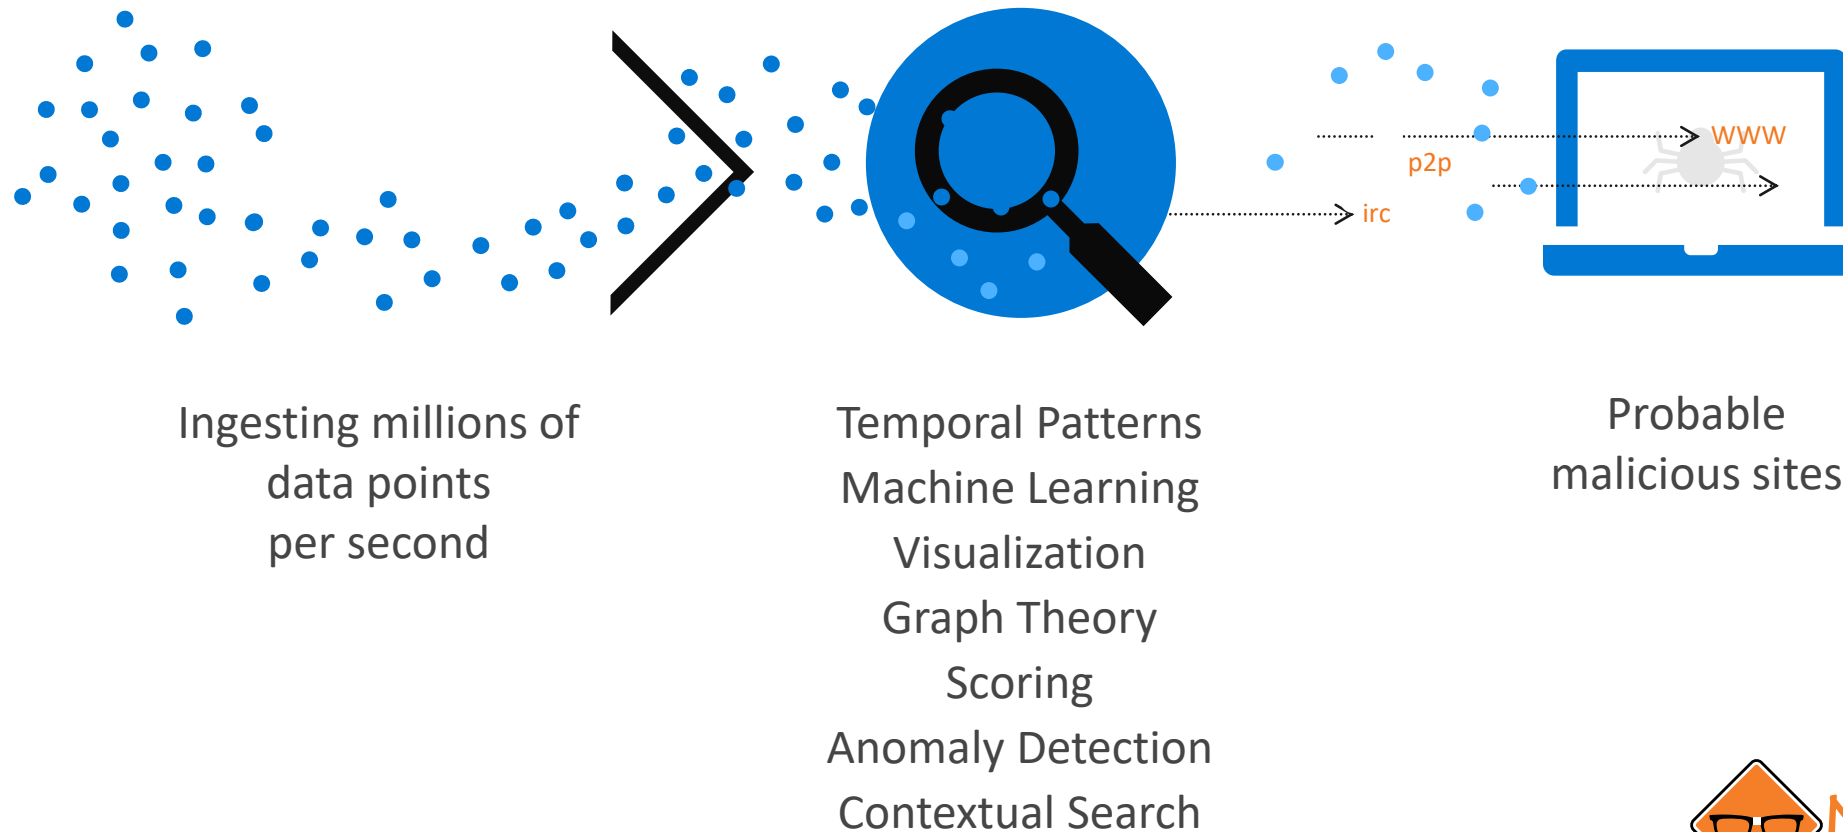 WWW
p2p
irc
Ingesting millions of
data points
per second
Temporal Patterns
Machine Learning
Visualization
Graph Theory
Scoring
Anomaly Detection
Contextual Search
Probable
malicious sites